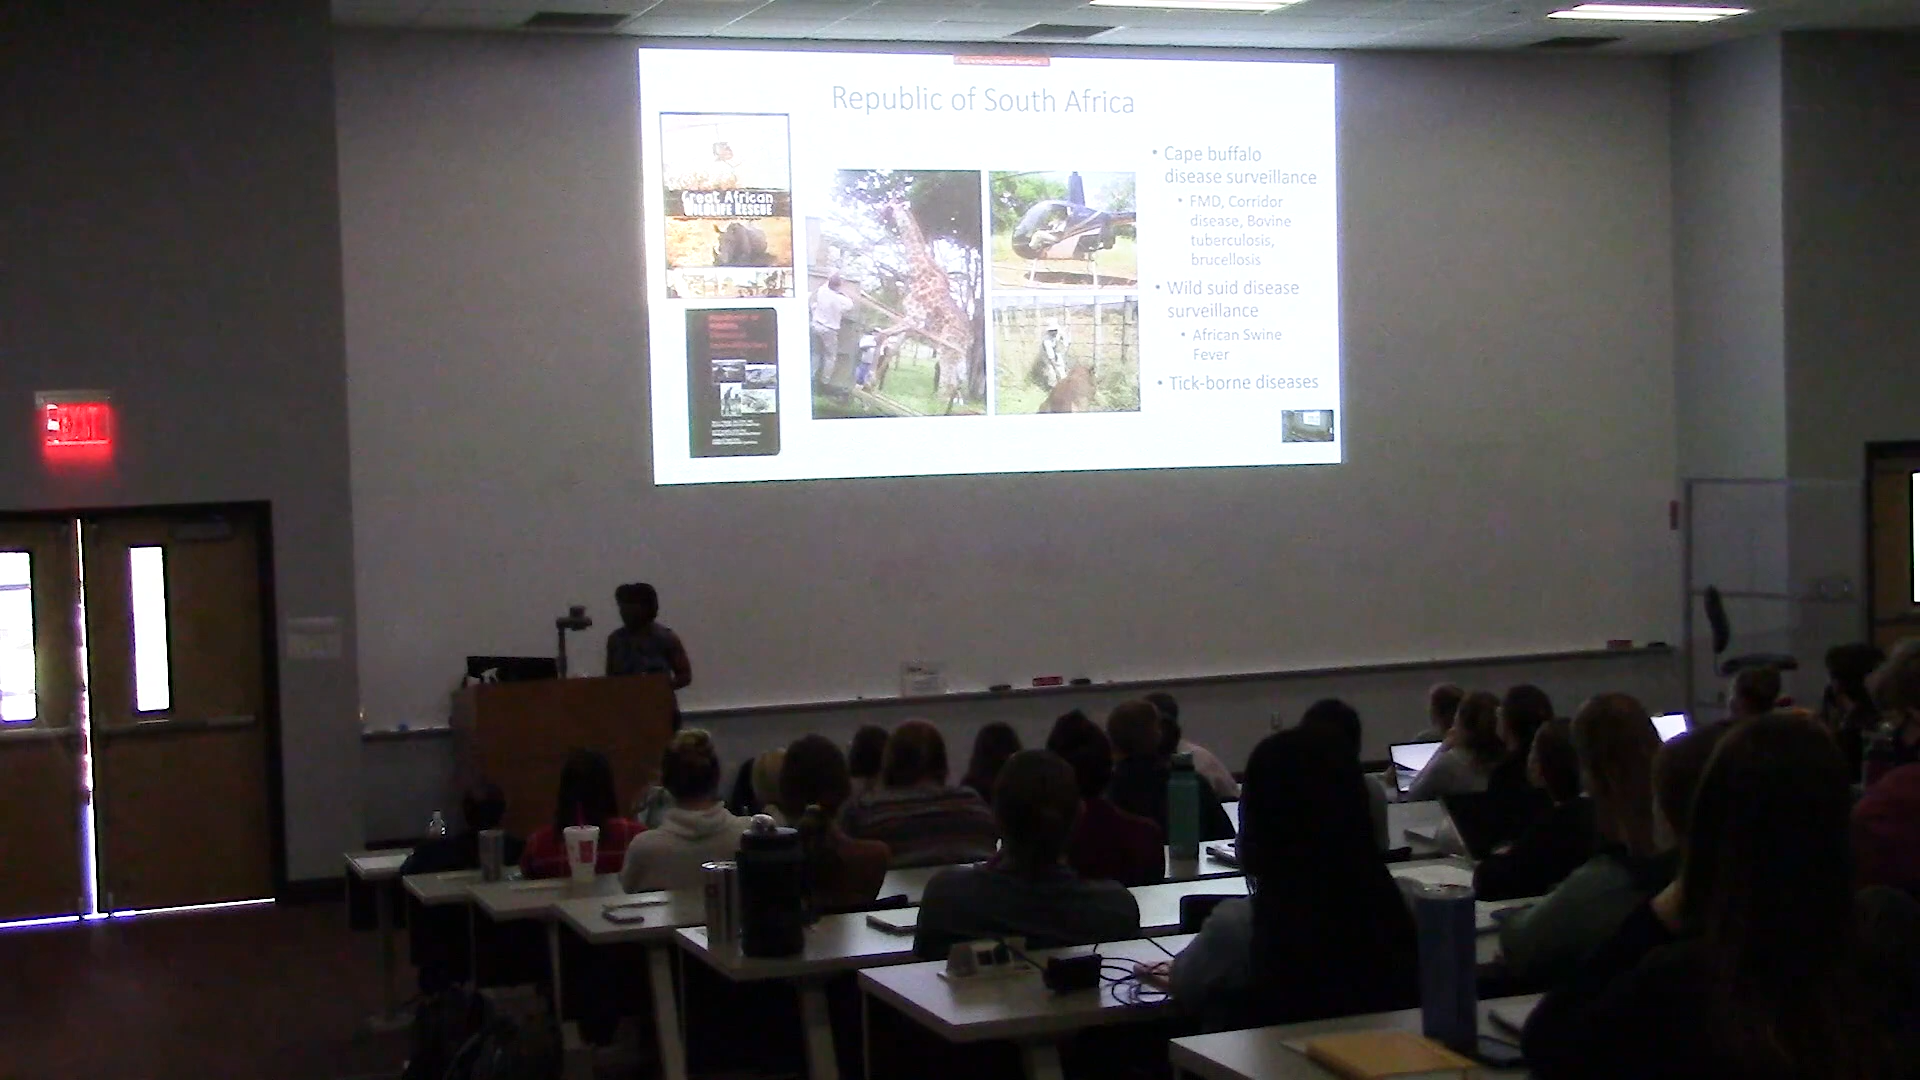 Republic of South Africa
Great African
WILDLIFE RESCUE
• Cape buffalo
disease surveillance
• FMD, Corridor
disease, Bovine
tuberculosis,
brucellosis
• Wild suid disease
surveillance
• African Swine
Fever
• Tick-borne diseases
EXIT